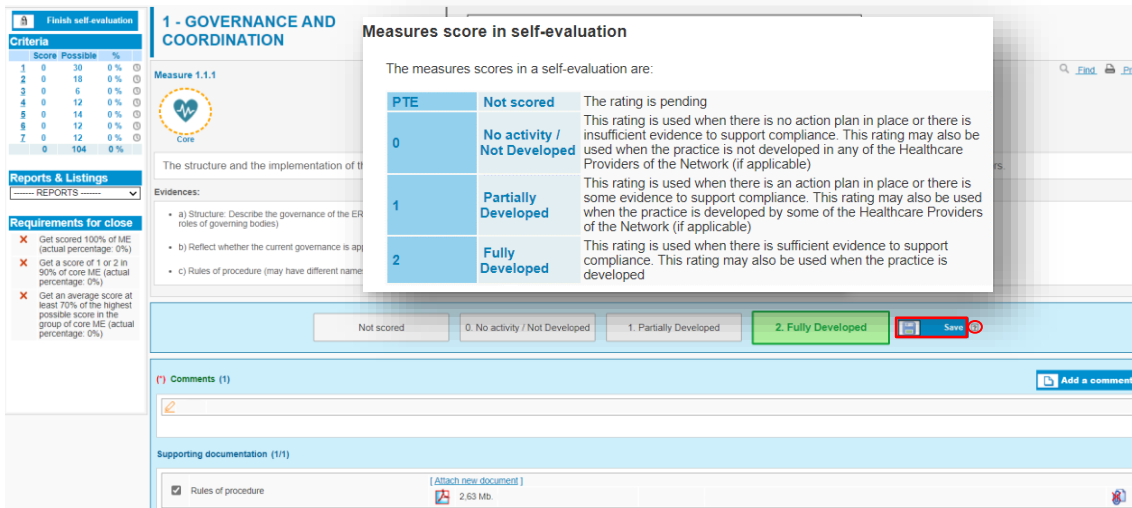 Finish self-evaluation
Criteria
Score Possible %
1 0 30 0 %
2 0 18 0 %
3 0 6 0 %
4 0 12 0 %
5 0 14 0 %
6 0 12 0 %
7 0 12 0 %
0 104 0 %
Reports & Listings
------- REPORTS -------
Requirements for close
Get scored 100% of ME
(actual percentage: 0%)
Get a score of 1 or 2 in
90% of core ME (actual
percentage: 0%)
Get an average score at
least 70% of the highest
possible score in the
group of core ME (actual
percentage: 0%)
1 - GOVERNANCE AND
COORDINATION
Measure 1.1.1
Core
Find
The structure and the implementation of
Evidences:
a) Structure: Describe the governance of the
roles of governing bodies)
b) Reflect whether the current governance is
c) Rules of procedure (may have different
Measures score in self-evaluation
The measures scores in a self-evaluation are:
PTE Not scored The rating is pending
0 No activity / Not Developed This rating is used when there is no action plan in place or there is
insufficient evidence to support compliance. This rating may also be
used when the practice is not developed in any of the Healthcare
Providers of the Network (if applicable)
1 Partially Developed This rating is used when there is an action plan in place or there is
some evidence to support compliance. This rating may also be used
when the practice is developed by some of the Healthcare Providers
of the Network (if applicable)
2 Fully Developed This rating is used when there is sufficient evidence to support
compliance. This rating may also be used when the practice is
developed
Not scored
0. No activity / Not Developed
1. Partially Developed
2. Fully Developed
Save
(*) Comments (1)
Add a comment
Supporting documentation (1/1)
Rules of procedure
[ Attach new document ]
2,63 Mb.